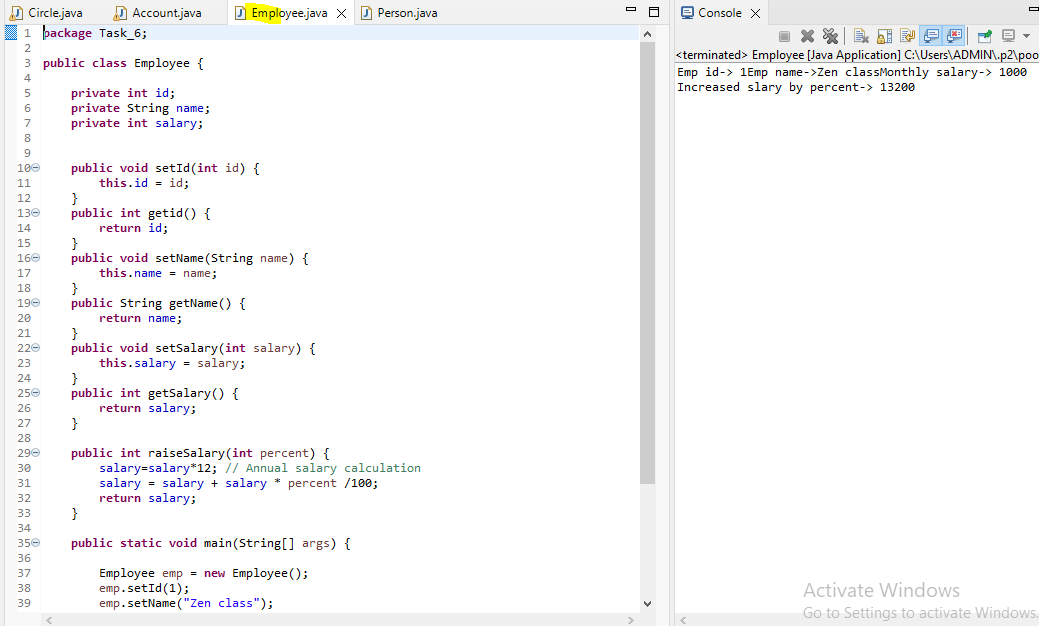 Circle.java Account.java Employee.java Person.java
1 package Task_6;
2
3 public class Employee {
4
5 private int id;
6 private String name;
7 private int salary;
8
9
10 public void setId(int id) {
11 this.id = id;
12 }
13 public int getid() {
14 return id;
15 }
16 public void setName(String name) {
17 this.name = name;
18 }
19 public String getName() {
20 return name;
21 }
22 public void setSalary(int salary) {
23 this.salary = salary;
24 }
25 public int getSalary() {
26 return salary;
27 }
28
29 public int raiseSalary(int percent) {
30 salary=salary*12; // Annual salary calculation
31 salary = salary + salary * percent /100;
32 return salary;
33 }
34
35 public static void main(String[] args) {
36
37 Employee emp = new Employee();
38 emp.setId(1);
39 emp.setName("Zen class");
Console
<terminated> Employee [Java Application] C:\Users\ADMIN\.p2\poo
Emp id-> 1Emp name->Zen classMonthly salary-> 1000
Increased slary by percent-> 13200
Activate Windows
Go to Settings to activate Windows.